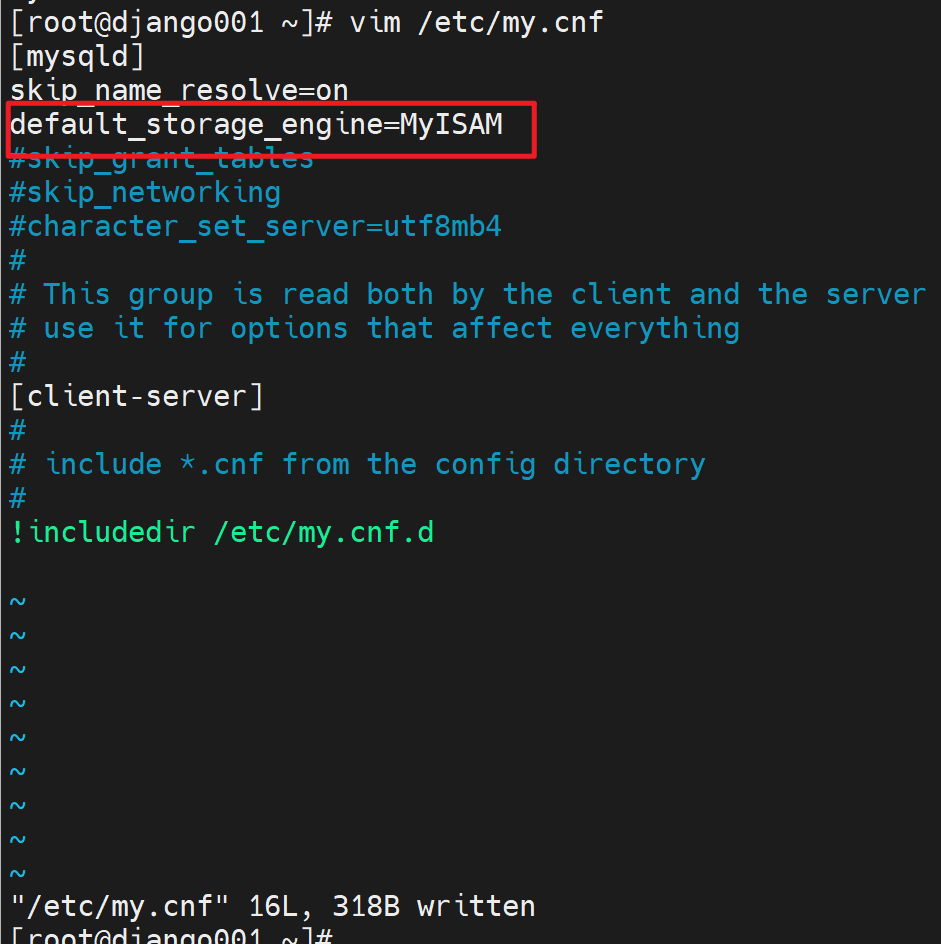 [root@django001 ~]# vim /etc/my.cnf
[mysqld]
skip_name_resolve=on
default_storage_engine=MyISAM
#skip_grant_tables
#skip_networking
#character_set_server=utf8mb4
#
# This group is read both by the client and the server
# use it for options that affect everything
#
[client-server]
#
# include *.cnf from the config directory
#
!includedir /etc/my.cnf.d
~
~
~
~
~
~
~
~
~
"/etc/my.cnf" 16L, 318B written
[root@django001 ~]#